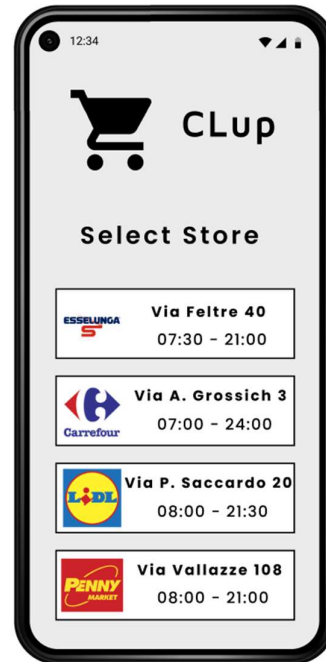 12:34
CLup
Select Store
ESSELUNGA
Via Feltre 40
07:30 - 21:00
Carrefour
Via A. Grossich 3
07:00 - 24:00
LIDL
Via P. Saccardo 20
08:00 - 21:30
PENNY
MARKET
Via Vallazze 108
08:00 - 21:00